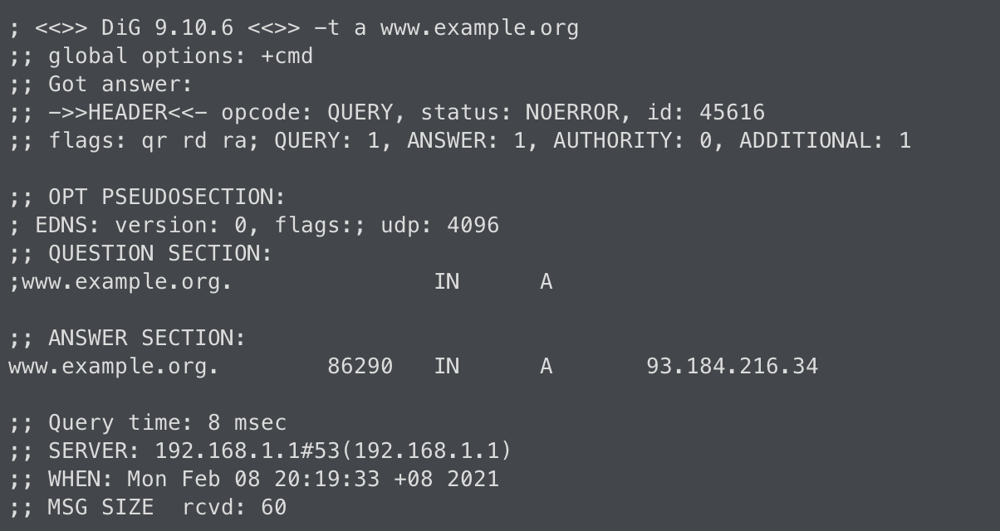 ; <<>> DiG 9.10.6 <<>> -t a www.example.org
;; global options: +cmd
;; Got answer:
;; ->>HEADER<<- opcode: QUERY, status: NOERROR, id: 45616
;; flags: qr rd ra; QUERY: 1, ANSWER: 1, AUTHORITY: 0, ADDITIONAL: 1

;; OPT PSEUDOSECTION:
; EDNS: version: 0, flags:; udp: 4096
;; QUESTION SECTION:
;www.example.org.		IN	A

;; ANSWER SECTION:
www.example.org.	86290	IN	A	93.184.216.34

;; Query time: 8 msec
;; SERVER: 192.168.1.1#53(192.168.1.1)
;; WHEN: Mon Feb 08 20:19:33 +08 2021
;; MSG SIZE  rcvd: 60